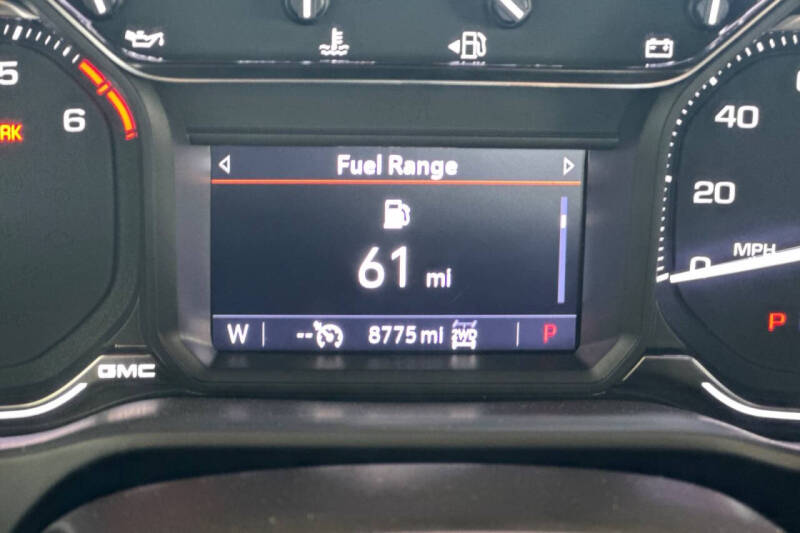 5
6
RK
40
20
0
MPH
P
Fuel Range
61 mi
W -- 8775 mi 2WD P
GMC